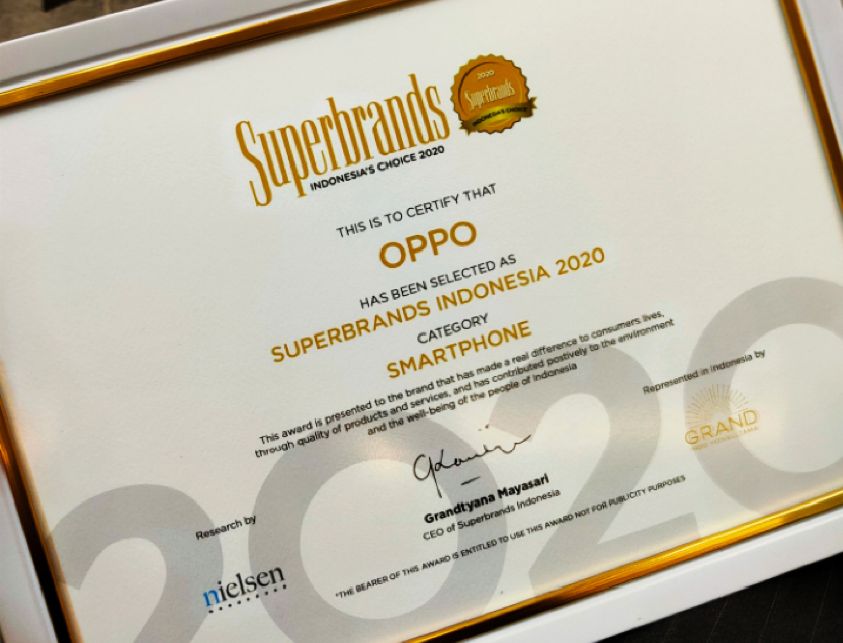 Superbrands
INDONESIA'S CHOICE 2020
2020
Superbrands
INDONESIA'S CHOICE
THIS IS TO CERTIFY THAT
OPPO
HAS BEEN SELECTED AS
SUPERBRANDS INDONESIA 2020
CATEGORY
SMARTPHONE
This award is presented to the brand that has made a real difference to consumers lives,
through quality of products and services, and has contributed postively to the environment
and the well-being of the people of Indonesia
Represented in Indonesia by
GRAND
Grandtyana Mayasari
CEO of Superbrands Indonesia
Research by
nielsen
*THE BEARER OF THIS AWARD IS ENTITLED TO USE THIS AWARD NOT FOR PUBLICITY PURPOSES
2020